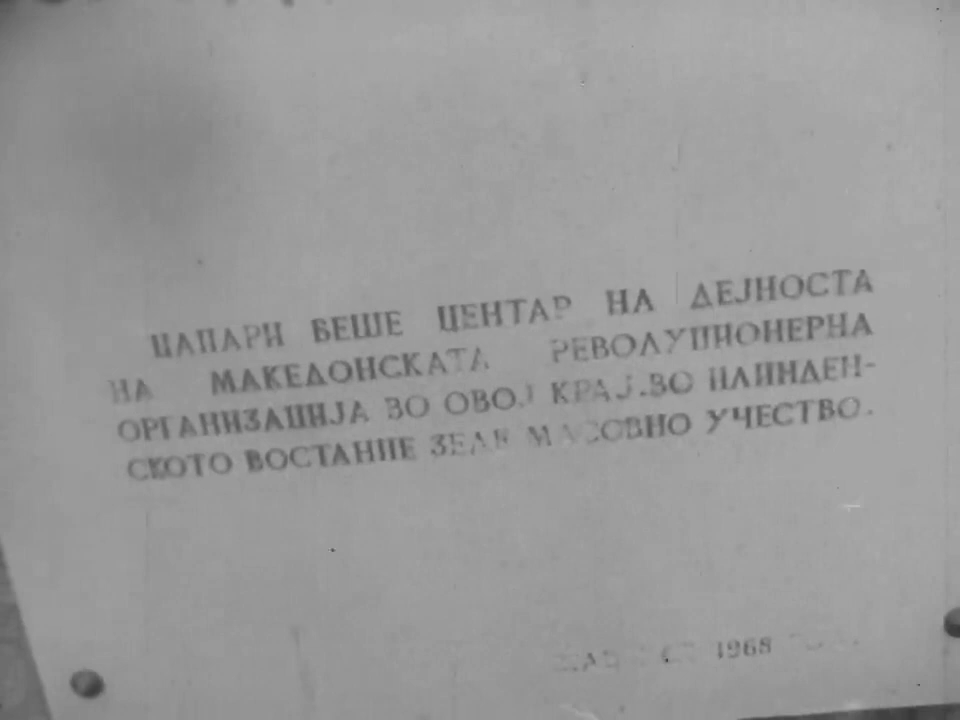 ЦАПАРИ БЕШЕ ЦЕНТАР НА ДЕЈНОСТА
НА МАКЕДОНСКАТА РЕВОЛУЦИОНЕРНА
ОРГАНИЗАЦИЈА ВО ОВОЈ КРАЈ.ВО ИЛИНДЕН-
СКОТО ВОСТАНИЕ ЗЕДЕ МАСОВНО УЧЕСТВО.
1968